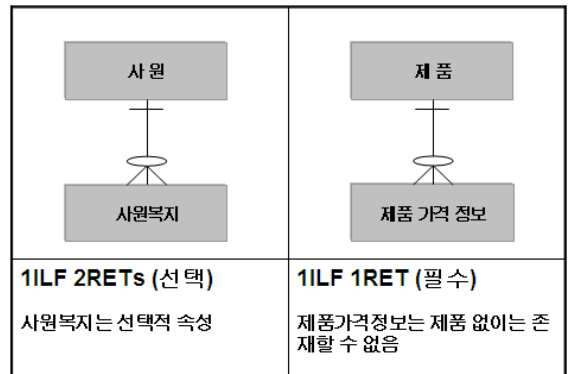 사 원
제 품
사원복지
제품 가격 정보
1ILF 2RETs (선택)
1ILF 1RET (필수)
사원복지는 선택적 속성
제품가격정보는 제품 없이는 존
재할 수 없음